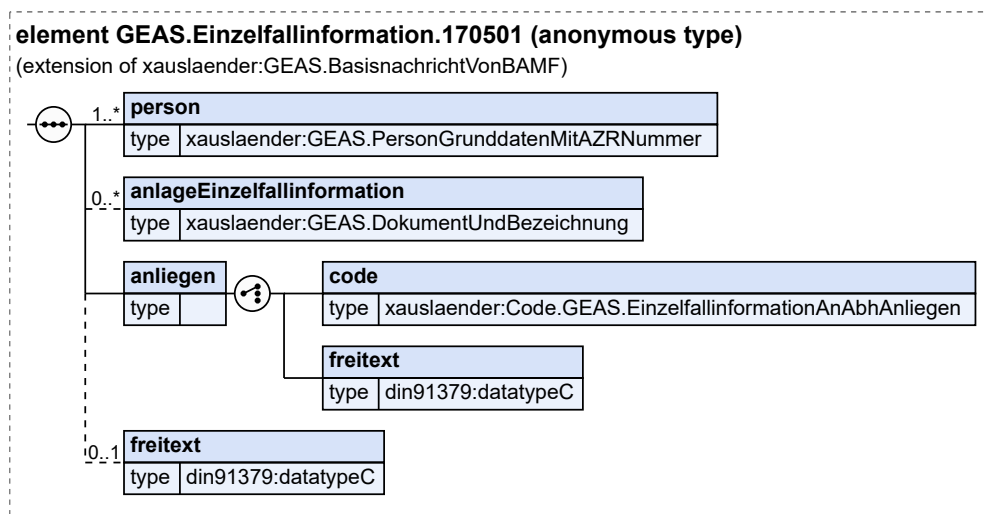 element GEAS.Einzelfallinformation.170501 (anonymous type)
(extension of xauslaender:GEAS.BasisnachrichtVonBAMF)
1..* person
type xauslaender:GEAS.PersonGrunddatenMitAZRNummer
0..* anlageEinzelfallinformation
type xauslaender:GEAS.DokumentUndBezeichnung
anliegen
type
code
type xauslaender:Code.GEAS.EinzelfallinformationAnAbhAnliegen
freitext
type din91379:datatypeC
0..1 freitext
type din91379:datatypeC